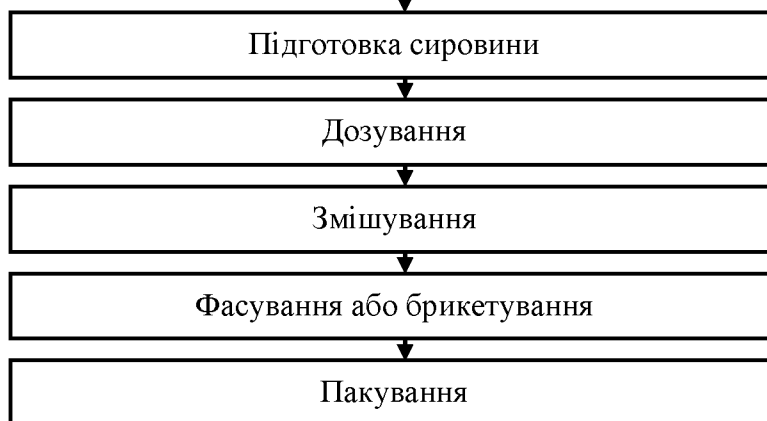 Підготовка сировини
Дозування
Змішування
Фасування або брикетування
Пакування